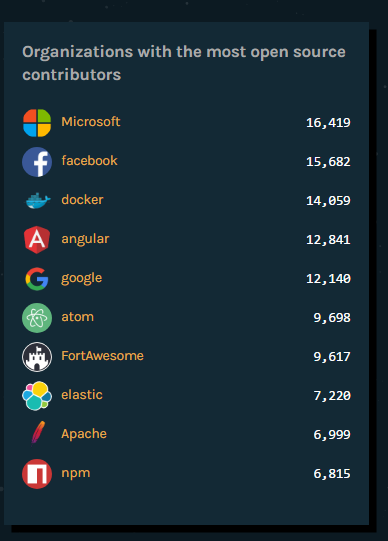 Organizations with the most open source
contributors
Microsoft 16,419
facebook 15,682
docker 14,059
angular 12,841
google 12,140
atom 9,698
FortAwesome 9,617
elastic 7,220
Apache 6,999
npm 6,815